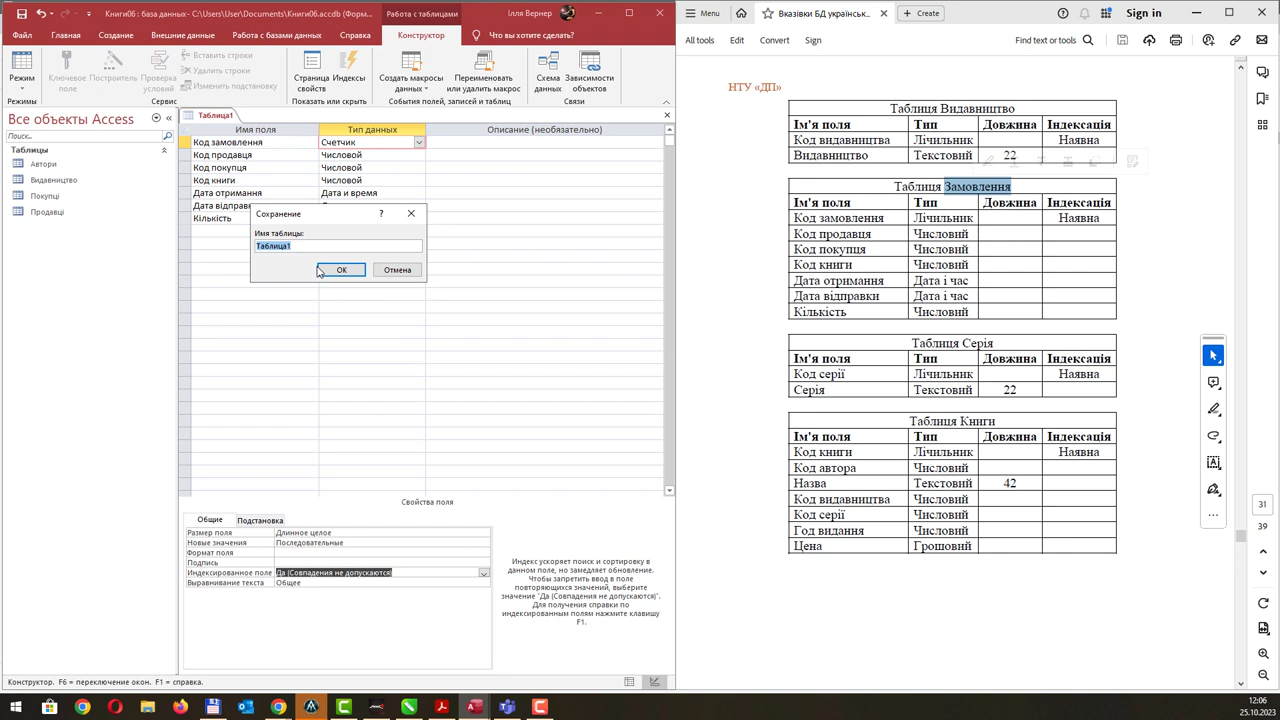 Книги06 : база данных- C:\Users\User\Documents\Книги06.accdb (Форм...
Работа с таблицами
Ілля Вернер
Файл
Главная
Создание
Внешние данные
Работа с базами данных
Справка
Конструктор
Что вы хотите сделать?
Режим
Ключевое поле
Построитель
Проверка условий
Вставить строки
Удалить строки
Изменить подстановку
Страница свойств
Индексы
Создать макросы данных
Переименовать или удалить макрос
Схема данных
Зависимости объектов
Режимы
Сервис
Показать или скрыть
События полей, записей и таблиц
Связи
Все объекты Access
Поиск...
Таблицы
Автори
Видавництво
Покупці
Продавці
Таблица1
Имя поля
Тип данных
Описание (необязательно)
Код замовлення
Счетчик
Код продавця
Числовой
Код покупця
Числовой
Код книги
Числовой
Дата отримання
Дата и время
Дата відправк
Кількість
Сохранение
?
Имя таблицы:
Таблица1
ОК
Отмена
Свойства поля
Общие
Подстановка
Размер поля
Длинное целое
Новые значения
Последовательные
Формат поля
Подпись
Индексированное поле
Да (Совпадения не допускаются)
Выравнивание текста
Общее
Индекс ускоряет поиск и сортировку в
данном поле, но замедляет обновление.
Чтобы запретить ввод в поле
повторяющихся значений, выберите
значение "Да (Совпадения не допускаются)".
Для получения справки по
индексированным полям нажмите клавишу
F1.
Конструктор. F6 = переключение окон. F1 = справка.
Menu
Вказівки БД українськ...
Create
Sign in
All tools
Edit
Convert
Sign
Find text or tools
НТУ «ДП»
Таблиця Видавництво
Ім'я поля Тип Довжина Індексація
Код видавництва Лічильник Наявна
Видавництво Текстовий 22
Таблиця Замовлення
Ім'я поля Тип Довжина Індексація
Код замовлення Лічильник Наявна
Код продавця Числовий
Код покупця Числовий
Код книги Числовий
Дата отримання Дата і час
Дата відправки Дата і час
Кількість Числовий
Таблиця Серія
Ім'я поля Тип Довжина Індексація
Код серії Лічильник Наявна
Серія Текстовий 22
Таблиця Книги
Ім'я поля Тип Довжина Індексація
Код книги Лічильник Наявна
Код автора Числовий
Назва Текстовий 42
Код видавництва Числовий
Код серії Числовий
Год видання Числовий
Цена Грошовий
31
39
12:06
25.10.2023